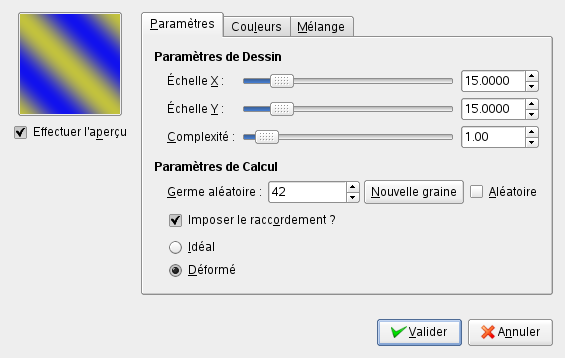 Paramètres Couleurs Mélange
Paramètres de Dessin
Échelle X : 15.0000
Échelle Y : 15.0000
Effectuer l'aperçu
Complexité : 1.00
Paramètres de Calcul
Germe aléatoire : 42 Nouvelle graine Aléatoire
Imposer le raccordement ?
Idéal
Déformé
Valider Annuler